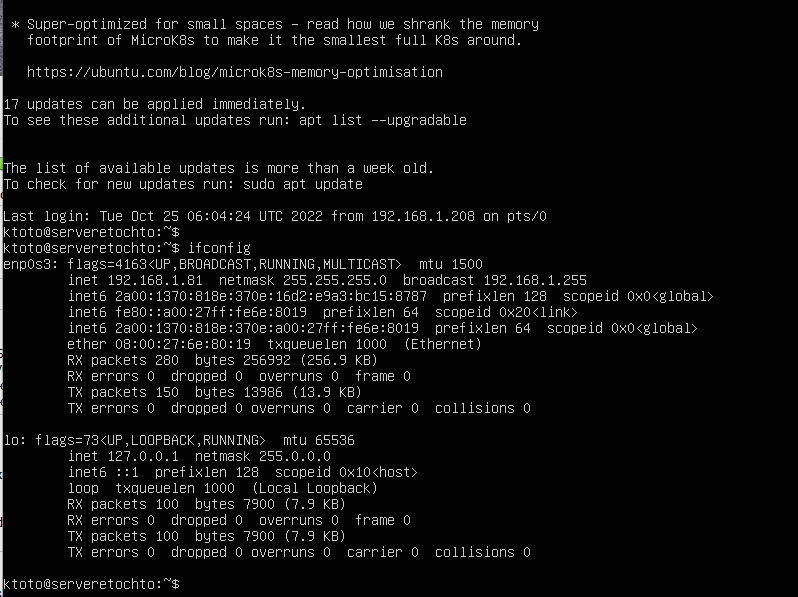 * Super-optimized for small spaces - read how we shrank the memory
footprint of MicroK8s to make it the smallest full K8s around.
https://ubuntu.com/blog/microk8s-memory-optimisation
17 updates can be applied immediately.
To see these additional updates run: apt list --upgradable
The list of available updates is more than a week old.
To check for new updates run: sudo apt update
Last login: Tue Oct 25 06:04:24 UTC 2022 from 192.168.1.208 on pts/0
ktoto@serveretochto:~$
ktoto@serveretochto:~$ ifconfig
enp0s3: flags=4163<UP,BROADCAST,RUNNING,MULTICAST>  mtu 1500
inet 192.168.1.81  netmask 255.255.255.0  broadcast 192.168.1.255
inet6 2a00:1370:818e:370e:16d2:e9a3:bc15:8787  prefixlen 128  scopeid 0x0<global>
inet6 fe80::a00:27ff:fe6e:8019  prefixlen 64  scopeid 0x20<link>
inet6 2a00:1370:818e:370e:a00:27ff:fe6e:8019  prefixlen 64  scopeid 0x0<global>
ether 08:00:27:6e:80:19  txqueuelen 1000  (Ethernet)
RX packets 280  bytes 256992 (256.9 KB)
RX errors 0  dropped 0  overruns 0  frame 0
TX packets 150  bytes 13986 (13.9 KB)
TX errors 0  dropped 0 overruns 0  carrier 0  collisions 0
lo: flags=73<UP,LOOPBACK,RUNNING>  mtu 65536
inet 127.0.0.1  netmask 255.0.0.0
inet6 ::1  prefixlen 128  scopeid 0x10<host>
loop  txqueuelen 1000  (Local Loopback)
RX packets 100  bytes 7900 (7.9 KB)
RX errors 0  dropped 0  overruns 0  frame 0
TX packets 100  bytes 7900 (7.9 KB)
TX errors 0  dropped 0 overruns 0  carrier 0  collisions 0
ktoto@serveretochto:~$